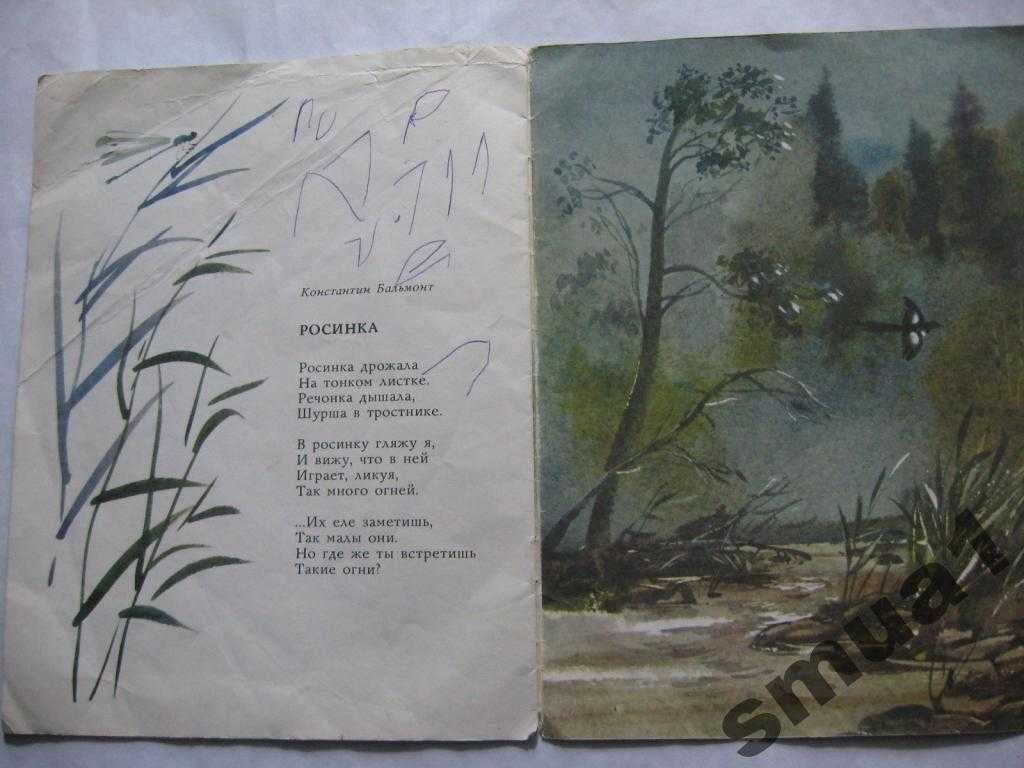 Константин Бальмонт
РОСИНКА
Росинка дрожала
На тонком листке.
Речонка дышала,
Шурша в тростнике.
В росинку гляжу я,
И вижу, что в ней
Играет, ликуя,
Так много огней.
...Их еле заметишь,
Так малы они.
Но где же ты встретишь
Такие огни?
smua1